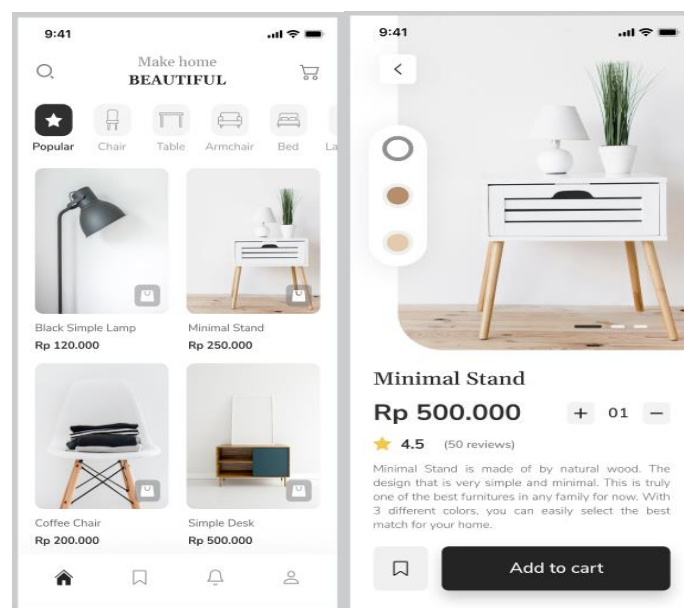 9:41
Make home
BEAUTIFUL
Popular
Chair
Table
Armchair
Bed
La
Black Simple Lamp
Rp 120.000
Minimal Stand
Rp 250.000
Coffee Chair
Rp 200.000
Simple Desk
Rp 500.000
9:41
Minimal Stand
Rp 500.000
+ 01 −
4.5 (50 reviews)
Minimal Stand is made of by natural wood. The
design that is very simple and minimal. This is truly
one of the best furnitures in any family for now. With
3 different colors, you can easily select the best
match for your home.
Add to cart